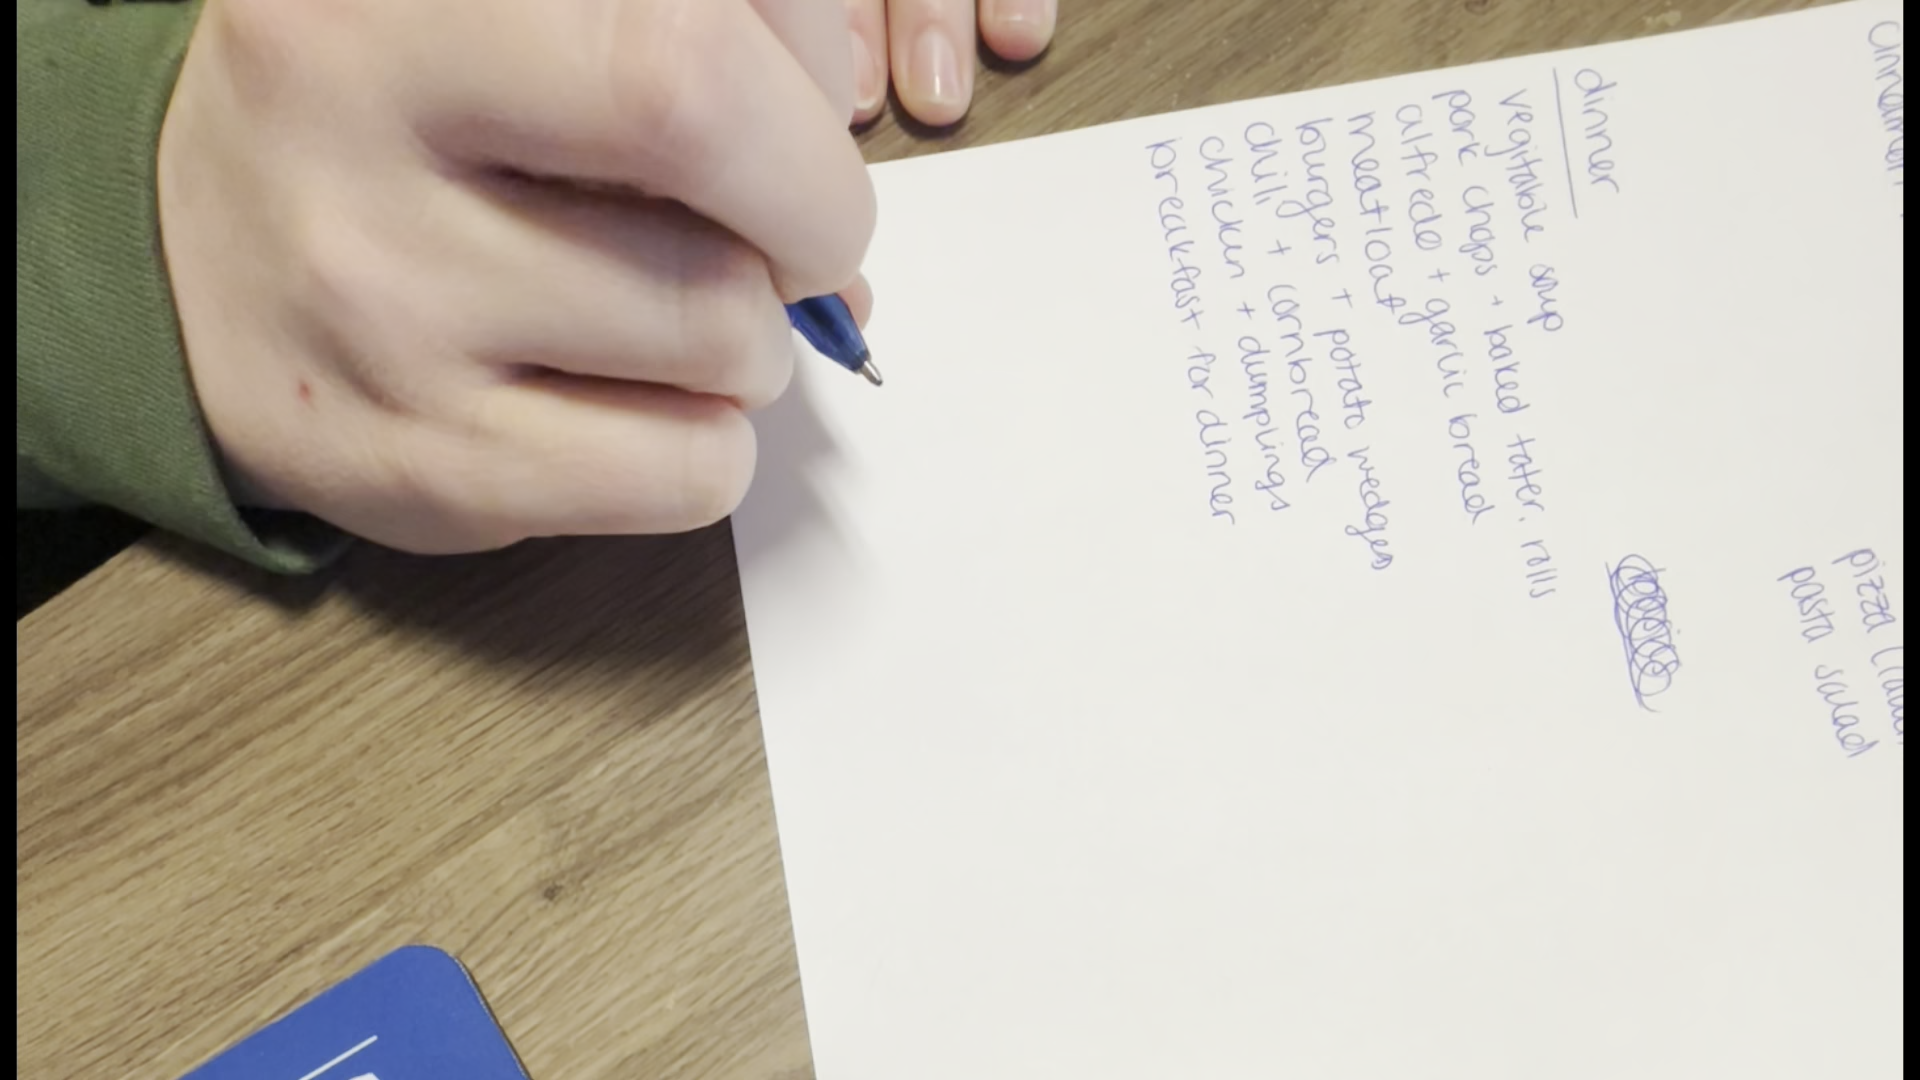 pizza
pasta salad
dinner
vegitable soup
pork chops + baked tater. rolls
alfredo + garlic bread
meatloaf
burgers + potato wedges
chili + cornbread
chicken + dumplings
breakfast for dinner